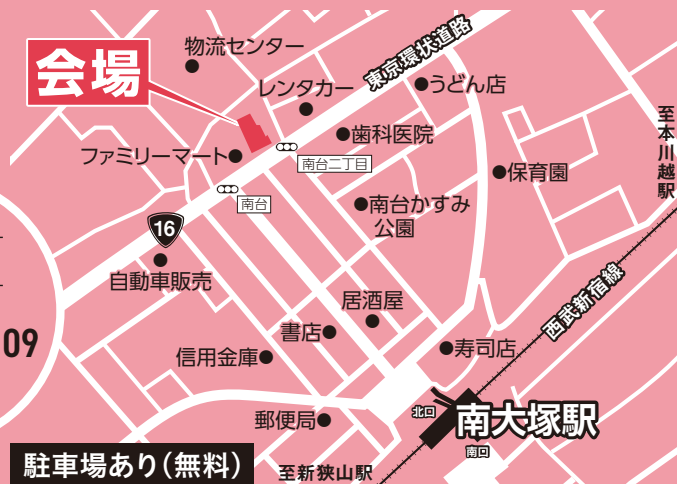 物流センター
会場
レンタカー
東京環状道路
うどん店
至本川越駅
歯科医院
ファミリーマート
南台二丁目
保育園
南台
南台かすみ
公園
16
自動車販売
居酒屋
西武新宿線
書店
09
信用金庫
寿司店
郵便局
北口
南大塚駅
南口
駐車場あり(無料)
至新狭山駅